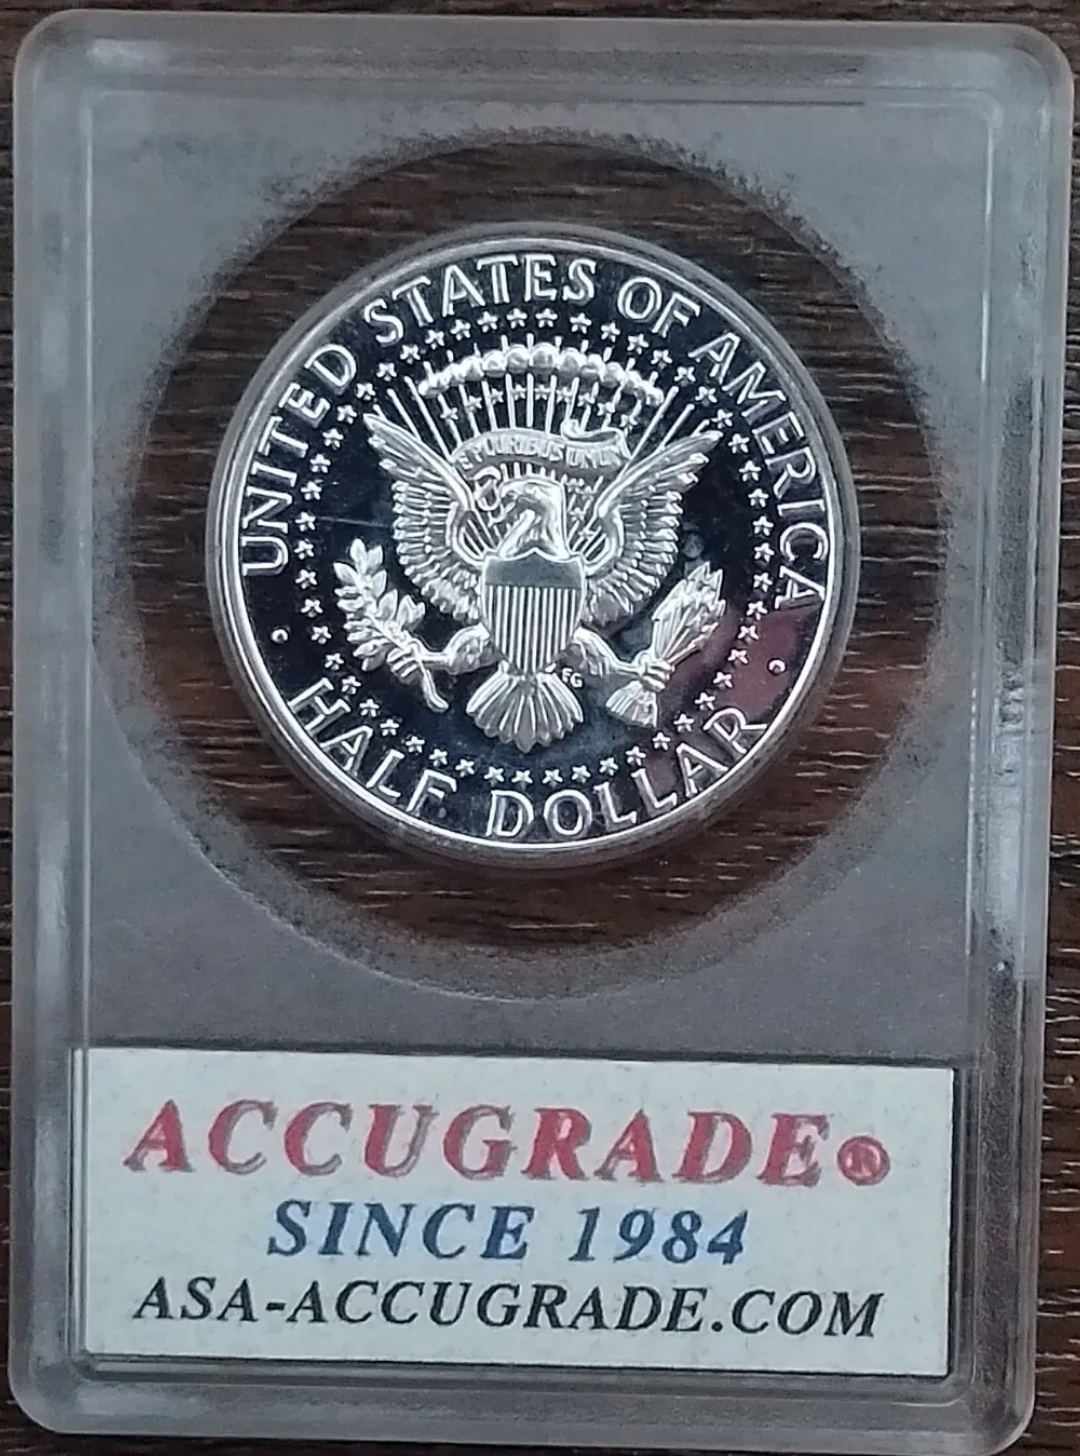 UNITED STATES OF AMERICA
E PLURIBUS UNUM
FG
HALF DOLLAR
ACCUGRADE®
SINCE 1984
ASA-ACCUGRADE.COM